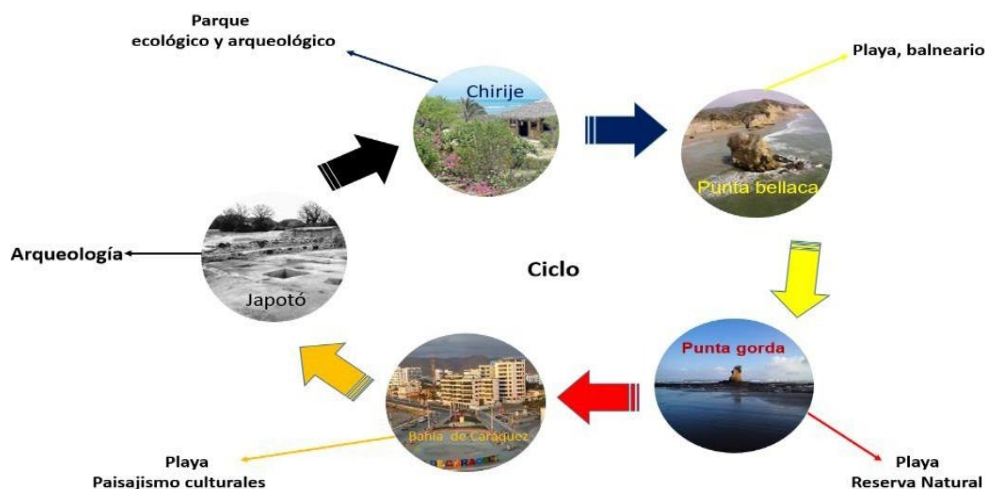 Parque
ecológico y arqueológico
Playa, balneario
Chirije
Punta bellaca
Arqueología
Japotó
Ciclo
Punta gorda
Bahía de Caráquez
Playa
Paisajismo culturales
Playa
Reserva Natural